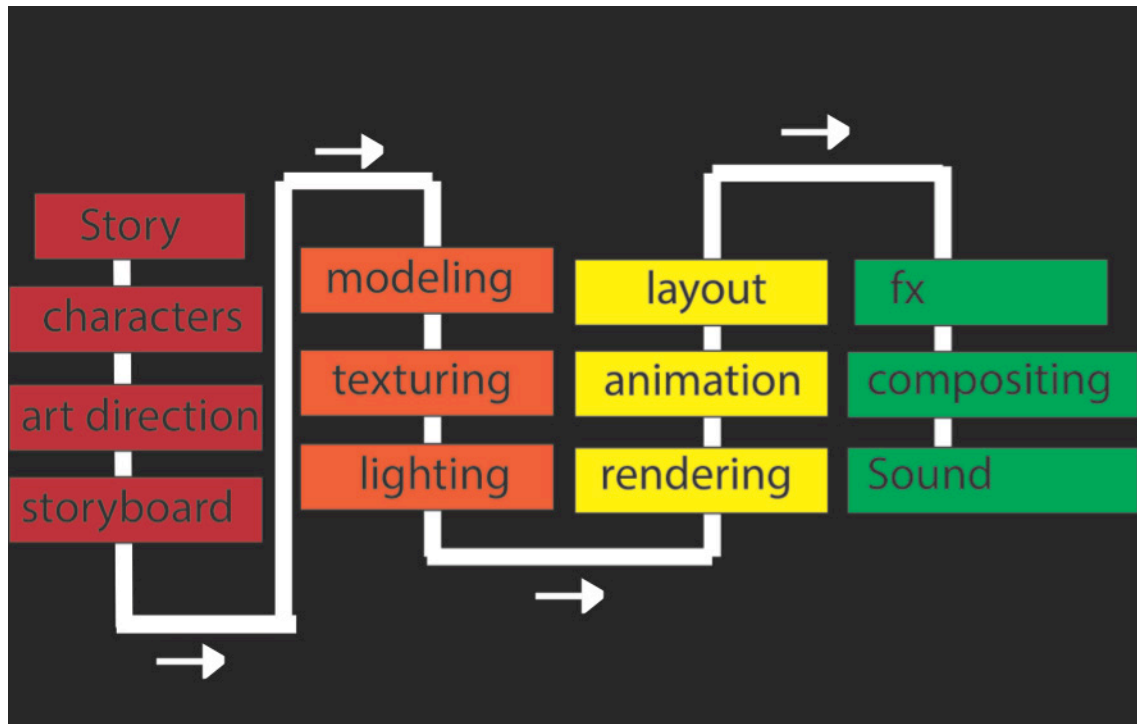 Story
characters
art direction
storyboard
modeling
texturing
lighting
layout
animation
rendering
fx
compositing
Sound